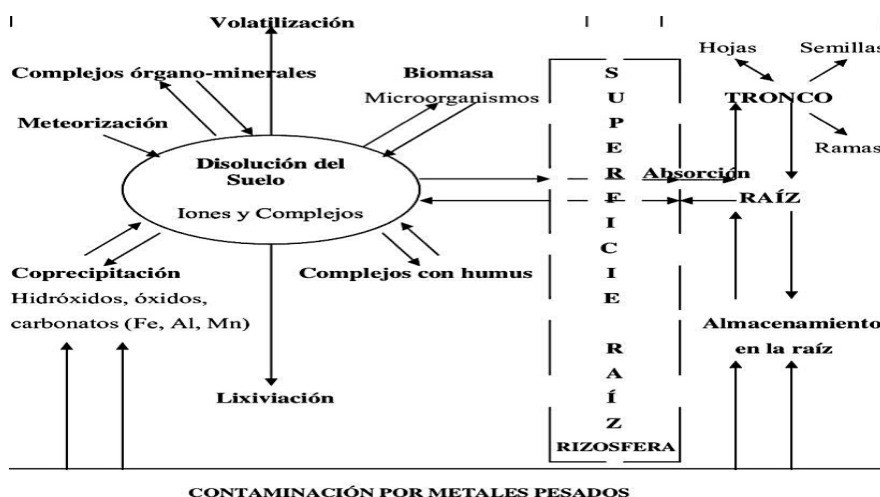 Volatilización
Complejos órgano-minerales
Meteorización
Disolución del
Suelo
Iones y Complejos
Biomasa
Microorganismos
Coprecipitación
Hidróxidos, óxidos,
carbonatos (Fe, Al, Mn)
Complejos con humus
Lixiviación
SUPERFICIE RAÍZ
RIZOSFERA
Absorción
Hojas
Semillas
TRONCO
Ramas
RAÍZ
Almacenamiento
en la raíz
CONTAMINACIÓN POR METALES PESADOS